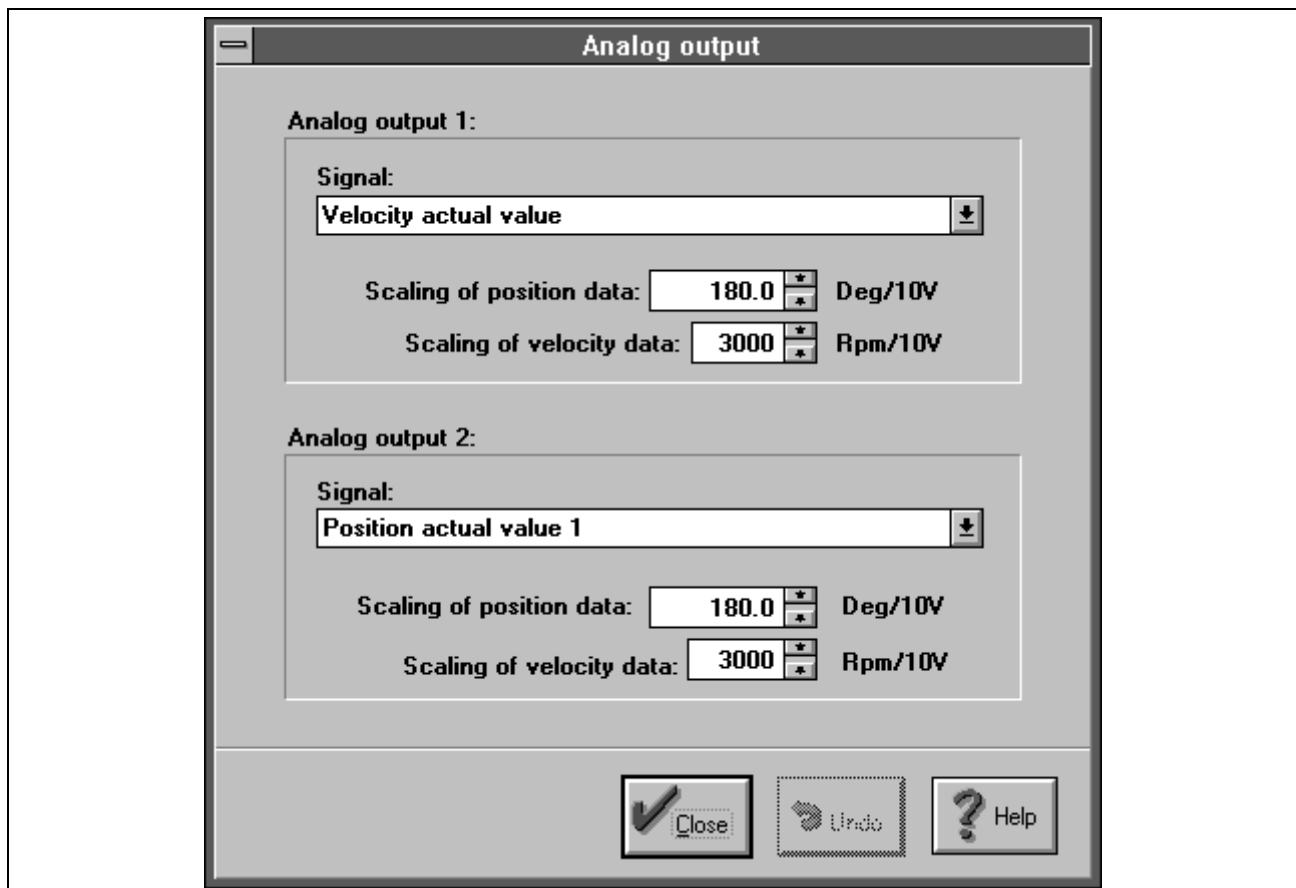 Analog output
Analog output 1:
Signal:
Velocity actual value
Scaling of position data: 180.0 Deg/10V
Scaling of velocity data: 3000 Rpm/10V
Analog output 2:
Signal:
Position actual value 1
Scaling of position data: 180.0 Deg/10V
Scaling of velocity data: 3000 Rpm/10V
Close Undo Help